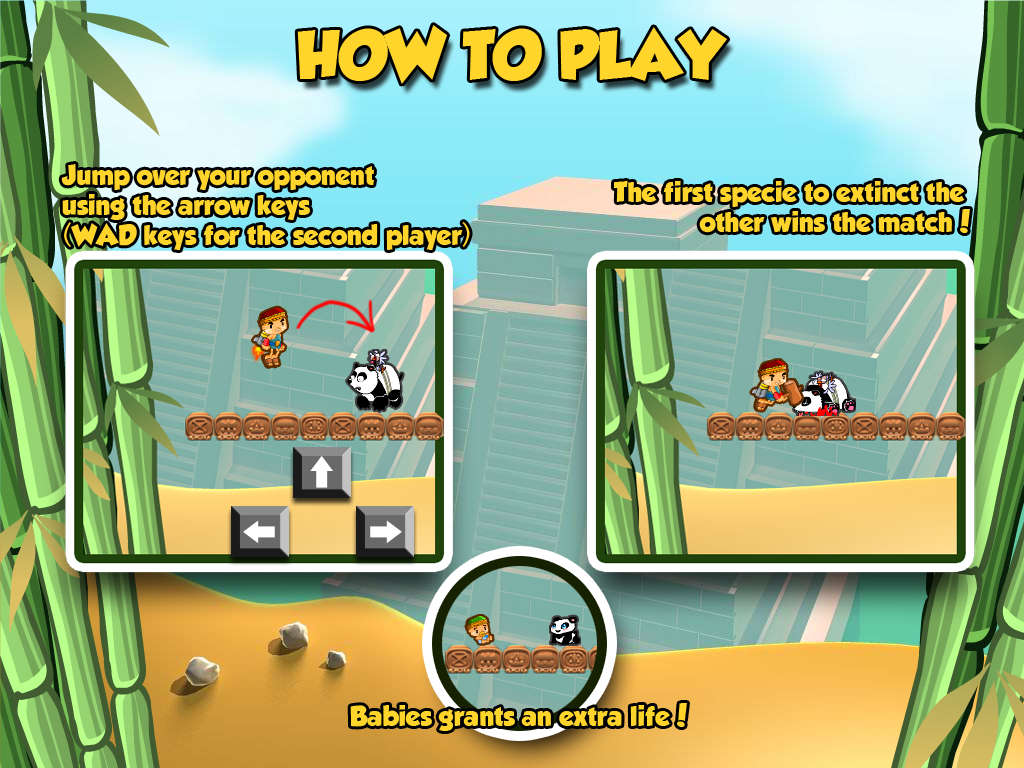 HOW TO PLAY
Jump over your opponent
using the arrow keys
(WAD keys for the second player)
The first specie to extinct the
other wins the match!
Babies grants an extra life!